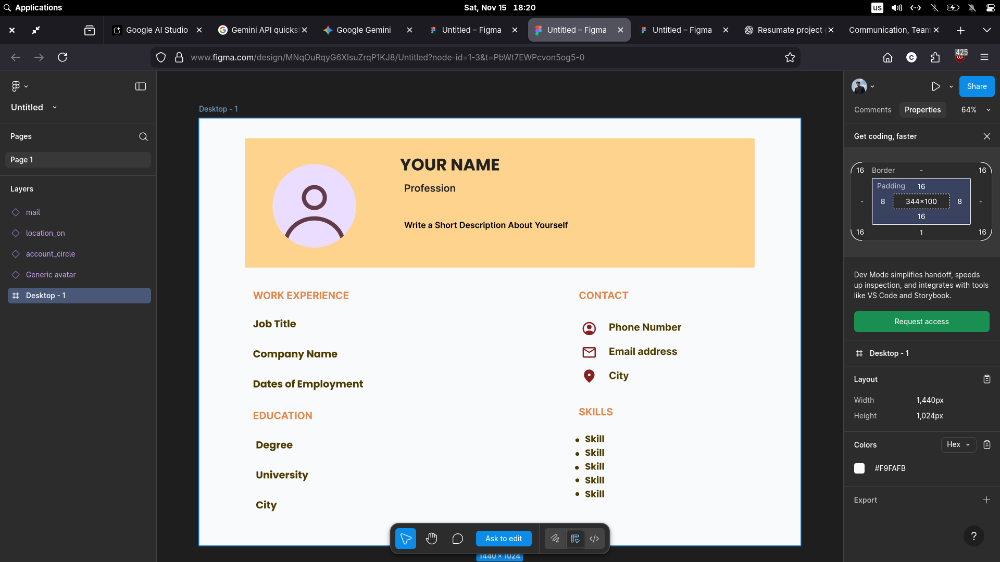 Applications
Sat, Nov 15 18:20
us
Google AI Studio
Gemini API quickst
Google Gemini
Untitled – Figma
Untitled – Figma
Untitled – Figma
Resumate project
Communication, Team
www.figma.com/design/MNqOuRqyG6XIsuZrqP1KJ8/Untitled?node-id=1-3&t=PbWt7EWPcvon5og5-0
425
Untitled
Pages
Page 1
Layers
mail
location_on
account_circle
Generic avatar
Desktop - 1
Desktop - 1
YOUR NAME
Profession
Write a Short Description About Yourself
WORK EXPERIENCE
Job Title
Company Name
Dates of Employment
EDUCATION
Degree
University
City
CONTACT
Phone Number
Email address
City
SKILLS
• Skill
• Skill
• Skill
• Skill
• Skill
Ask to edit
1440 × 1024
Share
Comments
Properties
64%
Get coding, faster
16 Border - 16
Padding 16
- 8 344×100 8 -
16
16 1 16
Dev Mode simplifies handoff, speeds
up inspection, and integrates with tools
like VS Code and Storybook.
Request access
Desktop - 1
Layout
Width 1,440px
Height 1,024px
Colors
Hex
#F9FAFB
Export
?